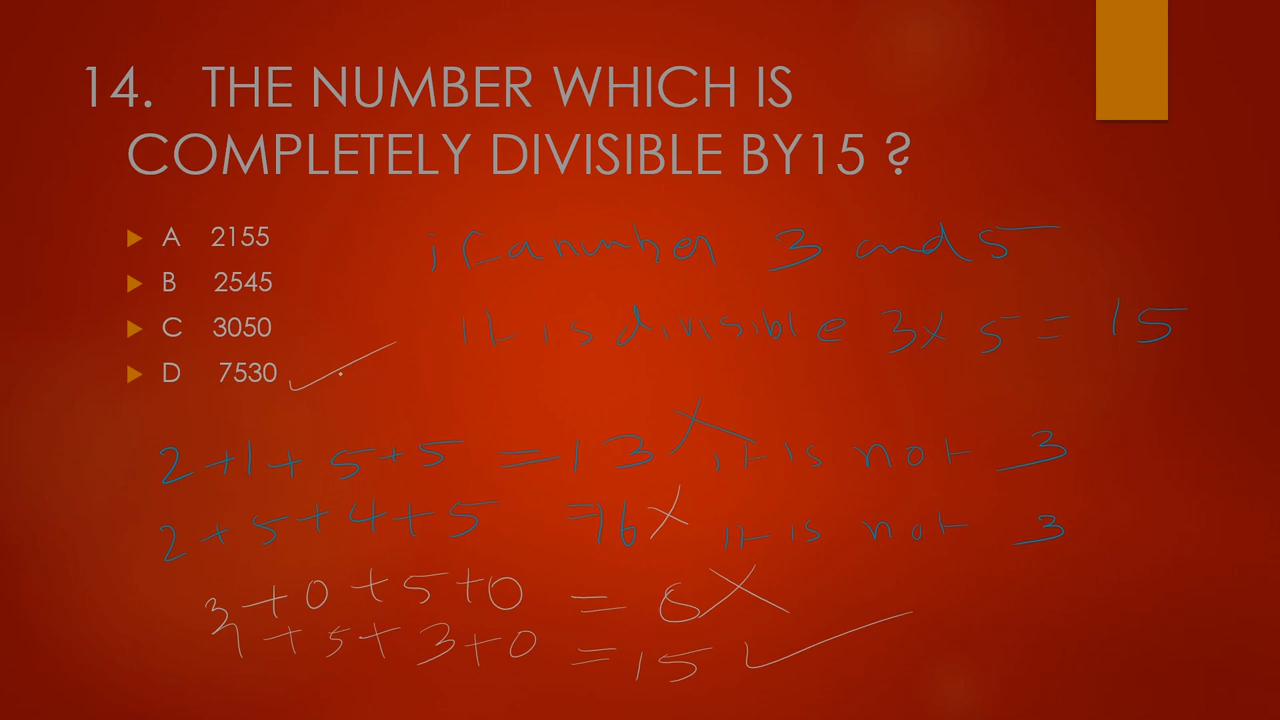 14. THE NUMBER WHICH IS
COMPLETELY DIVISIBLE BY15 ?
A 2155
B 2545
C 3050
D 7530
if a number 3 and 5
it is divisible 3 x 5 = 15
2+1+5+5 = 13 x it is not 3
2+5+4+5 = 16 x it is not 3
3+0+5+0 = 8 x
7+5+3+0 = 15 ✓